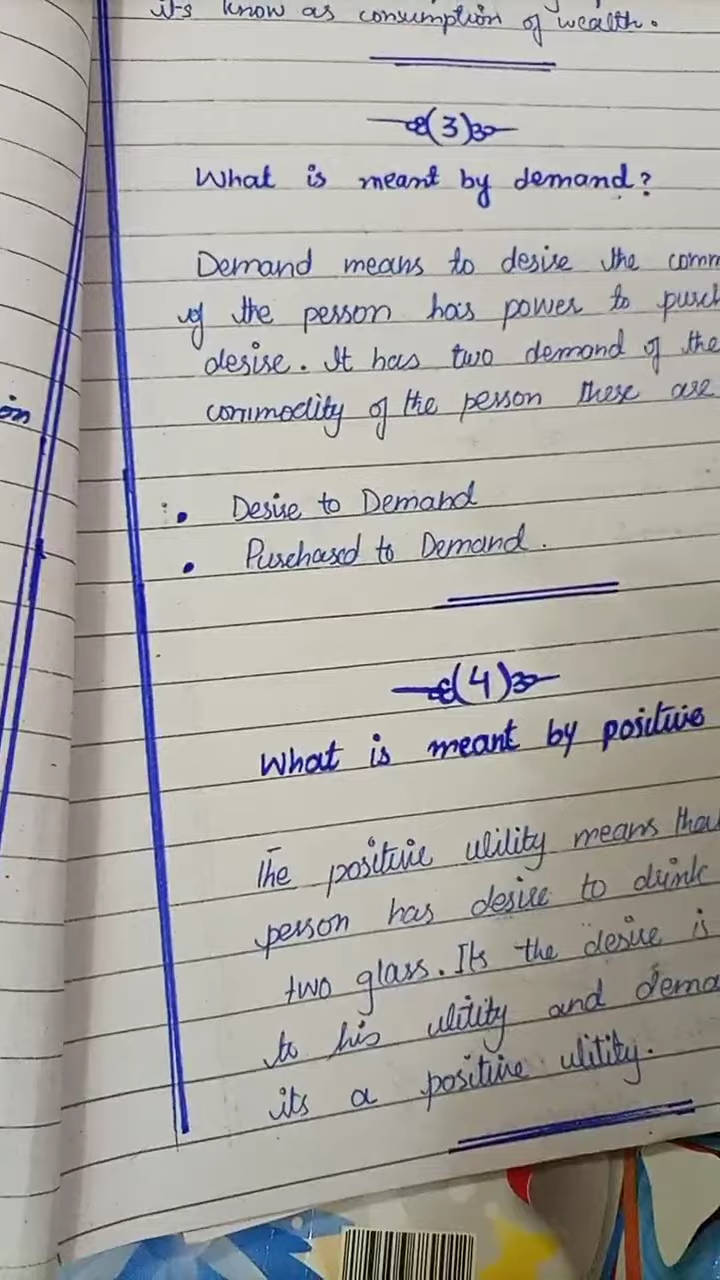 it's know as consumption of wealth.
(3)
What is meant by demand?
Demand means to desire the comm
of the person has power to purch
desire. It has two demand of the
commodity of the person these are
on
• Desire to Demand
• Purchased to Demand.
(4)
What is meant by positive
The positive utility means that
person has desire to drink
two glass. Its the desire is
to his utility and dema
its a positive utility.